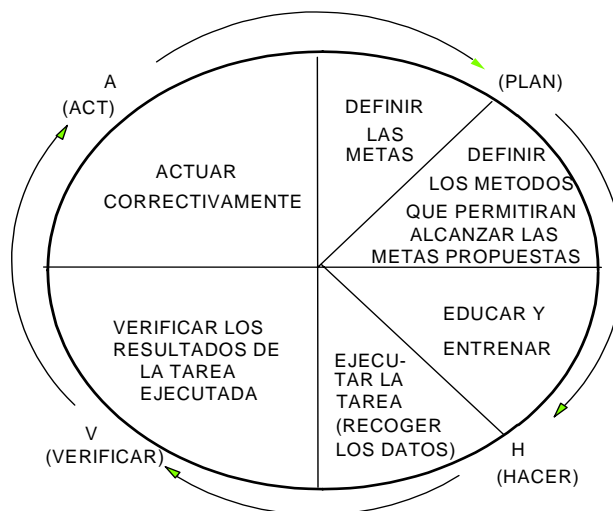 A
(ACT)
(PLAN)
DEFINIR
LAS
METAS
DEFINIR
LOS METODOS
QUE PERMITIRAN
ALCANZAR LAS
METAS PROPUESTAS
ACTUAR
CORRECTIVAMENTE
EDUCAR Y
ENTRENAR
VERIFICAR LOS
RESULTADOS DE
LA TAREA
EJECUTADA
EJECU-
TAR LA
TAREA
(RECOGER
LOS DATOS)
V
(VERIFICAR)
H
(HACER)